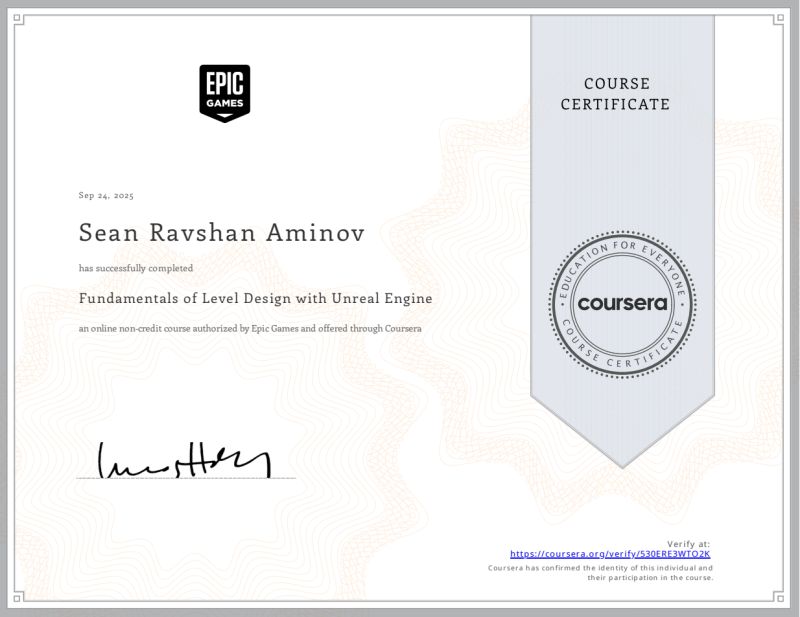 EPIC
GAMES
COURSE
CERTIFICATE
Sep 24, 2025
Sean Ravshan Aminov
has successfully completed
Fundamentals of Level Design with Unreal Engine
an online non-credit course authorized by Epic Games and offered through Coursera
EDUCATION FOR EVERYONE
coursera
COURSE CERTIFICATE
Verify at:
https://coursera.org/verify/530ERE3WTO2K
Coursera has confirmed the identity of this individual and
their participation in the course.